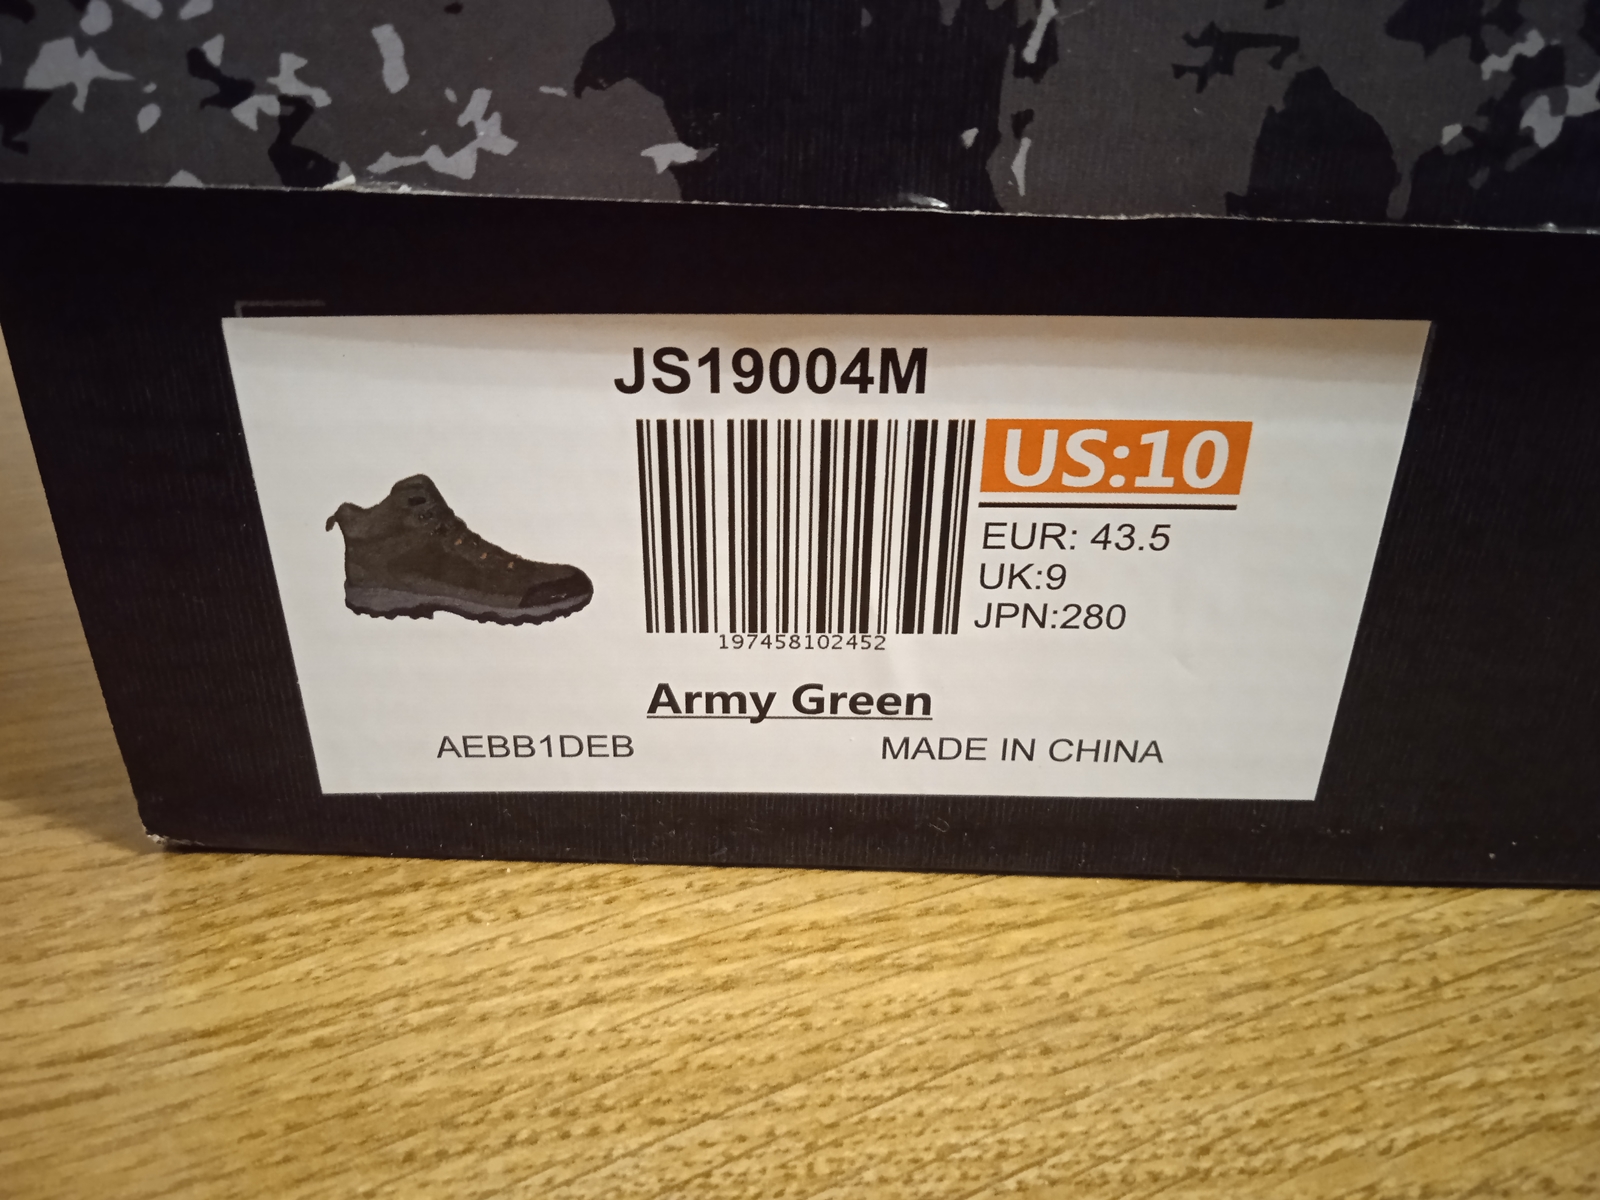 JS19004M
US:10
EUR: 43.5
UK:9
JPN:280
197458102452
Army Green
AEBB1DEB
MADE IN CHINA